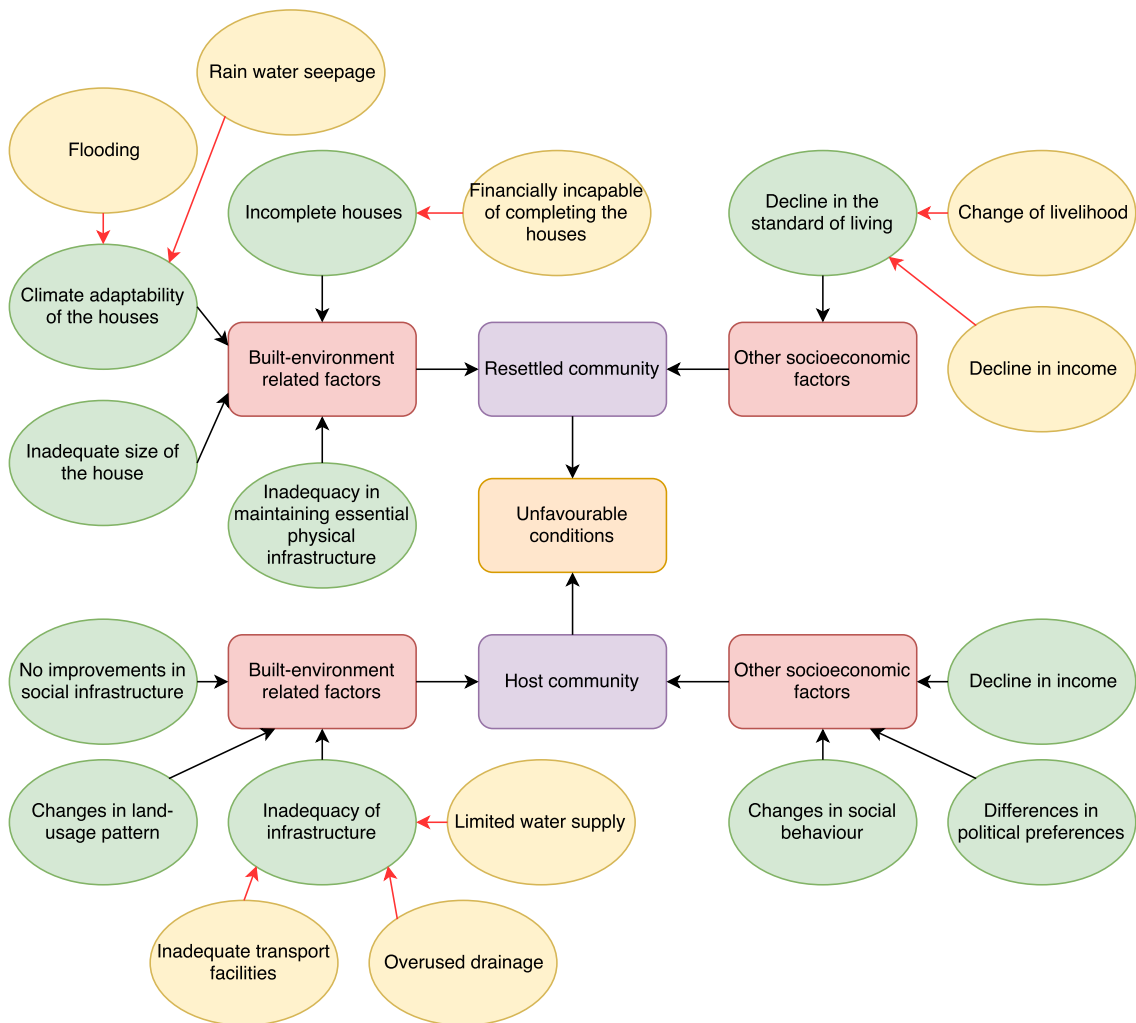 Rain water seepage
Flooding
Incomplete houses
Financially incapable
of completing the
houses
Decline in the
standard of living
Change of livelihood
Climate adaptability
of the houses
Built-environment
related factors
Resettled community
Other socioeconomic
factors
Decline in income
Inadequate size of
the house
Inadequacy in
maintaining essential
physical
infrastructure
Unfavourable
conditions
No improvements in
social infrastructure
Built-environment
related factors
Host community
Other socioeconomic
factors
Decline in income
Changes in land-
usage pattern
Inadequacy of
infrastructure
Limited water supply
Changes in social
behaviour
Differences in
political preferences
Inadequate transport
facilities
Overused drainage